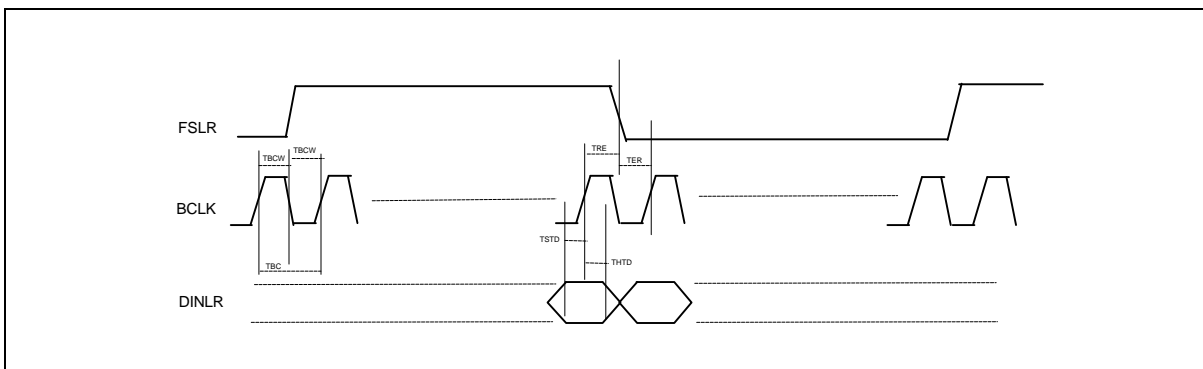 FSLR
TBCW TBCW
TRE
TER
BCLK
TSTD
THTD
TBC
DINLR